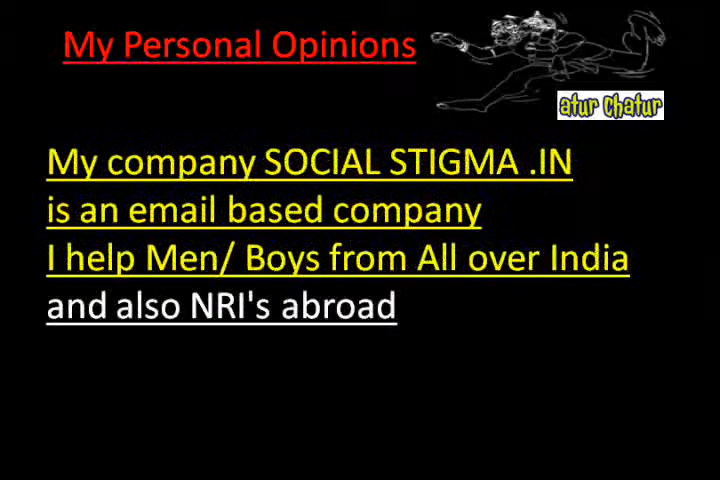 My Personal Opinions
atur chatur
My company SOCIAL STIGMA .IN
is an email based company
I help Men/ Boys from All over India
and also NRI's abroad